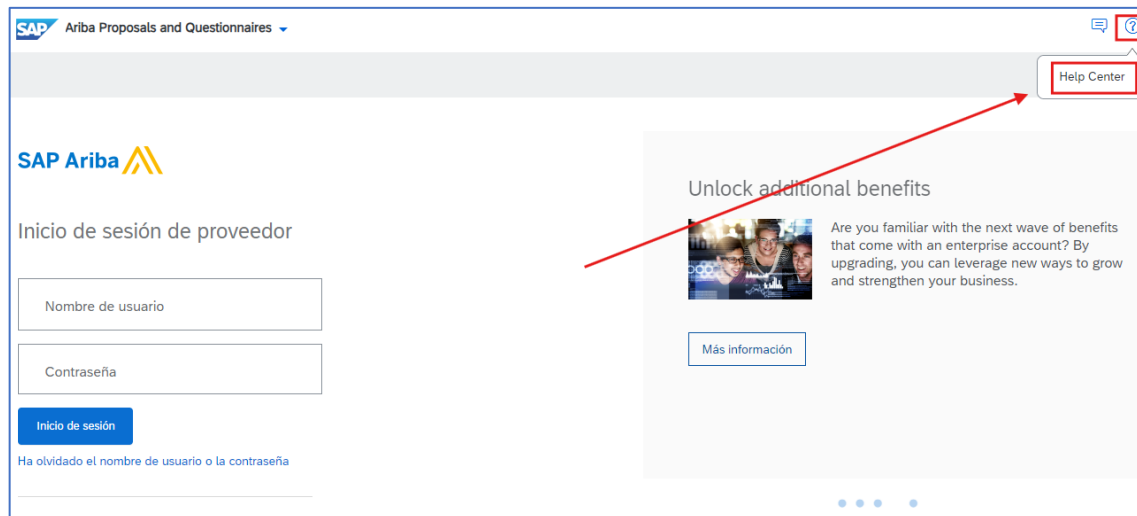 SAP Ariba Proposals and Questionnaires
?
Help Center
SAP Ariba
Inicio de sesión de proveedor
Nombre de usuario
Contraseña
Inicio de sesión
Ha olvidado el nombre de usuario o la contraseña
Unlock additional benefits
Are you familiar with the next wave of benefits
that come with an enterprise account? By
upgrading, you can leverage new ways to grow
and strengthen your business.
Más información